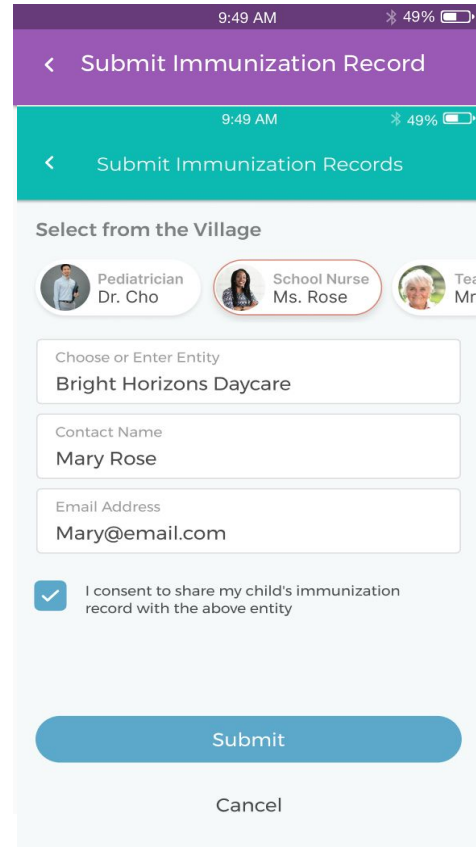 9:49 AM 49%
Submit Immunization Record
9:49 AM 49%
Submit Immunization Records
Select from the Village
Pediatrician
Dr. Cho
School Nurse
Ms. Rose
Choose or Enter Entity
Bright Horizons Daycare
Contact Name
Mary Rose
Email Address
Mary@email.com
I consent to share my child's immunization
record with the above entity
Submit
Cancel